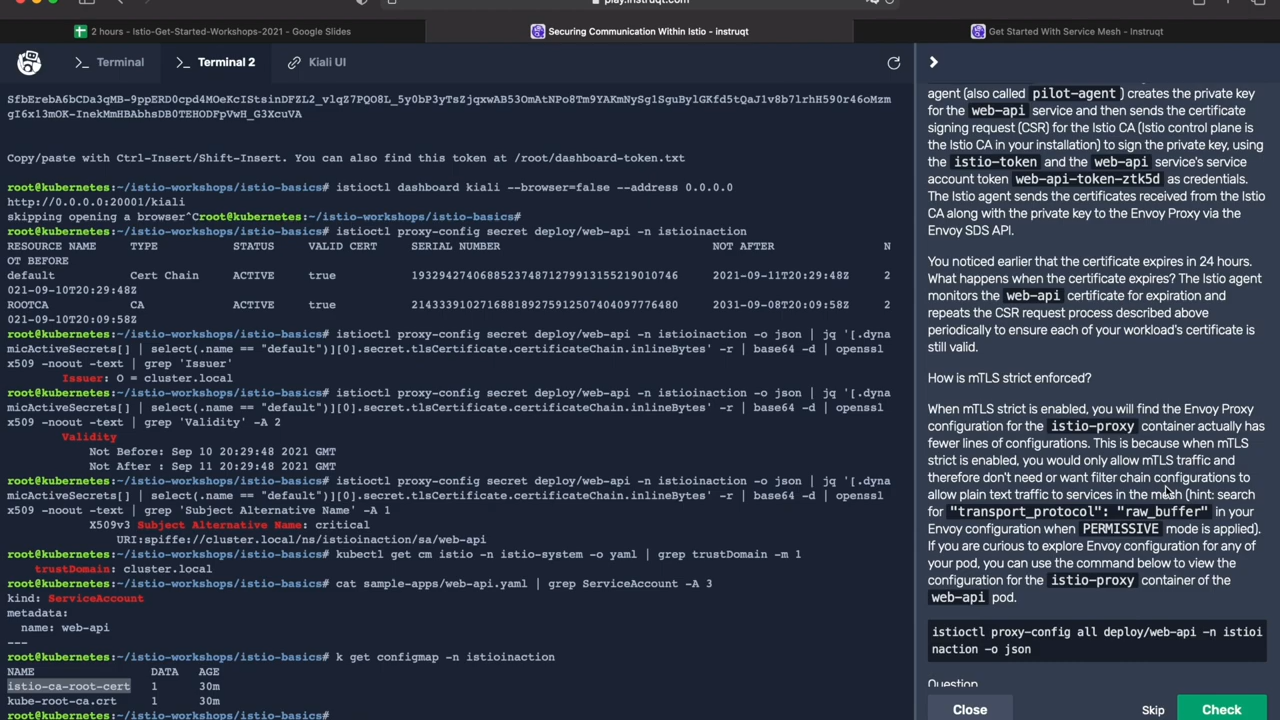 play.instruqt.com
2 hours - Istio-Get-Started-Workshops-2021 - Google Slides
Securing Communication Within Istio - instruqt
Get Started With Service Mesh - Instruqt
>_ Terminal
>_ Terminal 2
Kiali UI
SfbErebA6bCDa3qMB-9ppERD0cpd4MOeKcIStsinDFZL2_vlqZ7PQO8L_5y0bP3yTsZjqxwAB53OmAtNPo8Tm9YAKmNySg1SguBylGKfd5tQaJ1v8b7lrhH590r46oMzm
gI6x13mOK-InekMmHBAbhsDB0TEHODFpVwH_G3XcuVA
Copy/paste with Ctrl-Insert/Shift-Insert. You can also find this token at /root/dashboard-token.txt
root@kubernetes:~/istio-workshops/istio-basics# istioctl dashboard kiali --browser=false --address 0.0.0.0
http://0.0.0.0:20001/kiali
skipping opening a browser^Croot@kubernetes:~/istio-workshops/istio-basics#
root@kubernetes:~/istio-workshops/istio-basics# istioctl proxy-config secret deploy/web-api -n istioinaction
RESOURCE NAME TYPE STATUS VALID CERT SERIAL NUMBER NOT AFTER N
OT BEFORE
default Cert Chain ACTIVE true 193294274068852374871279913155219010746 2021-09-11T20:29:48Z 2
021-09-10T20:29:48Z
ROOTCA CA ACTIVE true 214333910271688189275912507404097776480 2031-09-08T20:09:58Z 2
021-09-10T20:09:58Z
root@kubernetes:~/istio-workshops/istio-basics# istioctl proxy-config secret deploy/web-api -n istioinaction -o json | jq '[.dyna
micActiveSecrets[] | select(.name == "default")][0].secret.tlsCertificate.certificateChain.inlineBytes' -r | base64 -d | openssl
x509 -noout -text | grep 'Issuer'
Issuer: O = cluster.local
root@kubernetes:~/istio-workshops/istio-basics# istioctl proxy-config secret deploy/web-api -n istioinaction -o json | jq '[.dyna
micActiveSecrets[] | select(.name == "default")][0].secret.tlsCertificate.certificateChain.inlineBytes' -r | base64 -d | openssl
x509 -noout -text | grep 'Validity' -A 2
Validity
Not Before: Sep 10 20:29:48 2021 GMT
Not After : Sep 11 20:29:48 2021 GMT
root@kubernetes:~/istio-workshops/istio-basics# istioctl proxy-config secret deploy/web-api -n istioinaction -o json | jq '[.dyna
micActiveSecrets[] | select(.name == "default")][0].secret.tlsCertificate.certificateChain.inlineBytes' -r | base64 -d | openssl
x509 -noout -text | grep 'Subject Alternative Name' -A 1
X509v3 Subject Alternative Name: critical
URI:spiffe://cluster.local/ns/istioinaction/sa/web-api
root@kubernetes:~/istio-workshops/istio-basics# kubectl get cm istio -n istio-system -o yaml | grep trustDomain -m 1
trustDomain: cluster.local
root@kubernetes:~/istio-workshops/istio-basics# cat sample-apps/web-api.yaml | grep ServiceAccount -A 3
kind: ServiceAccount
metadata:
name: web-api
---
root@kubernetes:~/istio-workshops/istio-basics# k get configmap -n istioinaction
NAME DATA AGE
istio-ca-root-cert 1 30m
kube-root-ca.crt 1 30m
root@kubernetes:~/istio-workshops/istio-basics#
agent (also called pilot-agent ) creates the private key
for the web-api service and then sends the certificate
signing request (CSR) for the Istio CA (Istio control plane is
the Istio CA in your installation) to sign the private key, using
the istio-token and the web-api service's service
account token web-api-token-ztk5d as credentials.
The Istio agent sends the certificates received from the Istio
CA along with the private key to the Envoy Proxy via the
Envoy SDS API.
You noticed earlier that the certificate expires in 24 hours.
What happens when the certificate expires? The Istio agent
monitors the web-api certificate for expiration and
repeats the CSR request process described above
periodically to ensure each of your workload's certificate is
still valid.
How is mTLS strict enforced?
When mTLS strict is enabled, you will find the Envoy Proxy
configuration for the istio-proxy container actually has
fewer lines of configurations. This is because when mTLS
strict is enabled, you would only allow mTLS traffic and
therefore don't need or want filter chain configurations to
allow plain text traffic to services in the mesh (hint: search
for "transport_protocol": "raw_buffer" in your
Envoy configuration when PERMISSIVE mode is applied).
If you are curious to explore Envoy configuration for any of
your pod, you can use the command below to view the
configuration for the istio-proxy container of the
web-api pod.
istioctl proxy-config all deploy/web-api -n istioi
naction -o json
Question
Close
Skip
Check